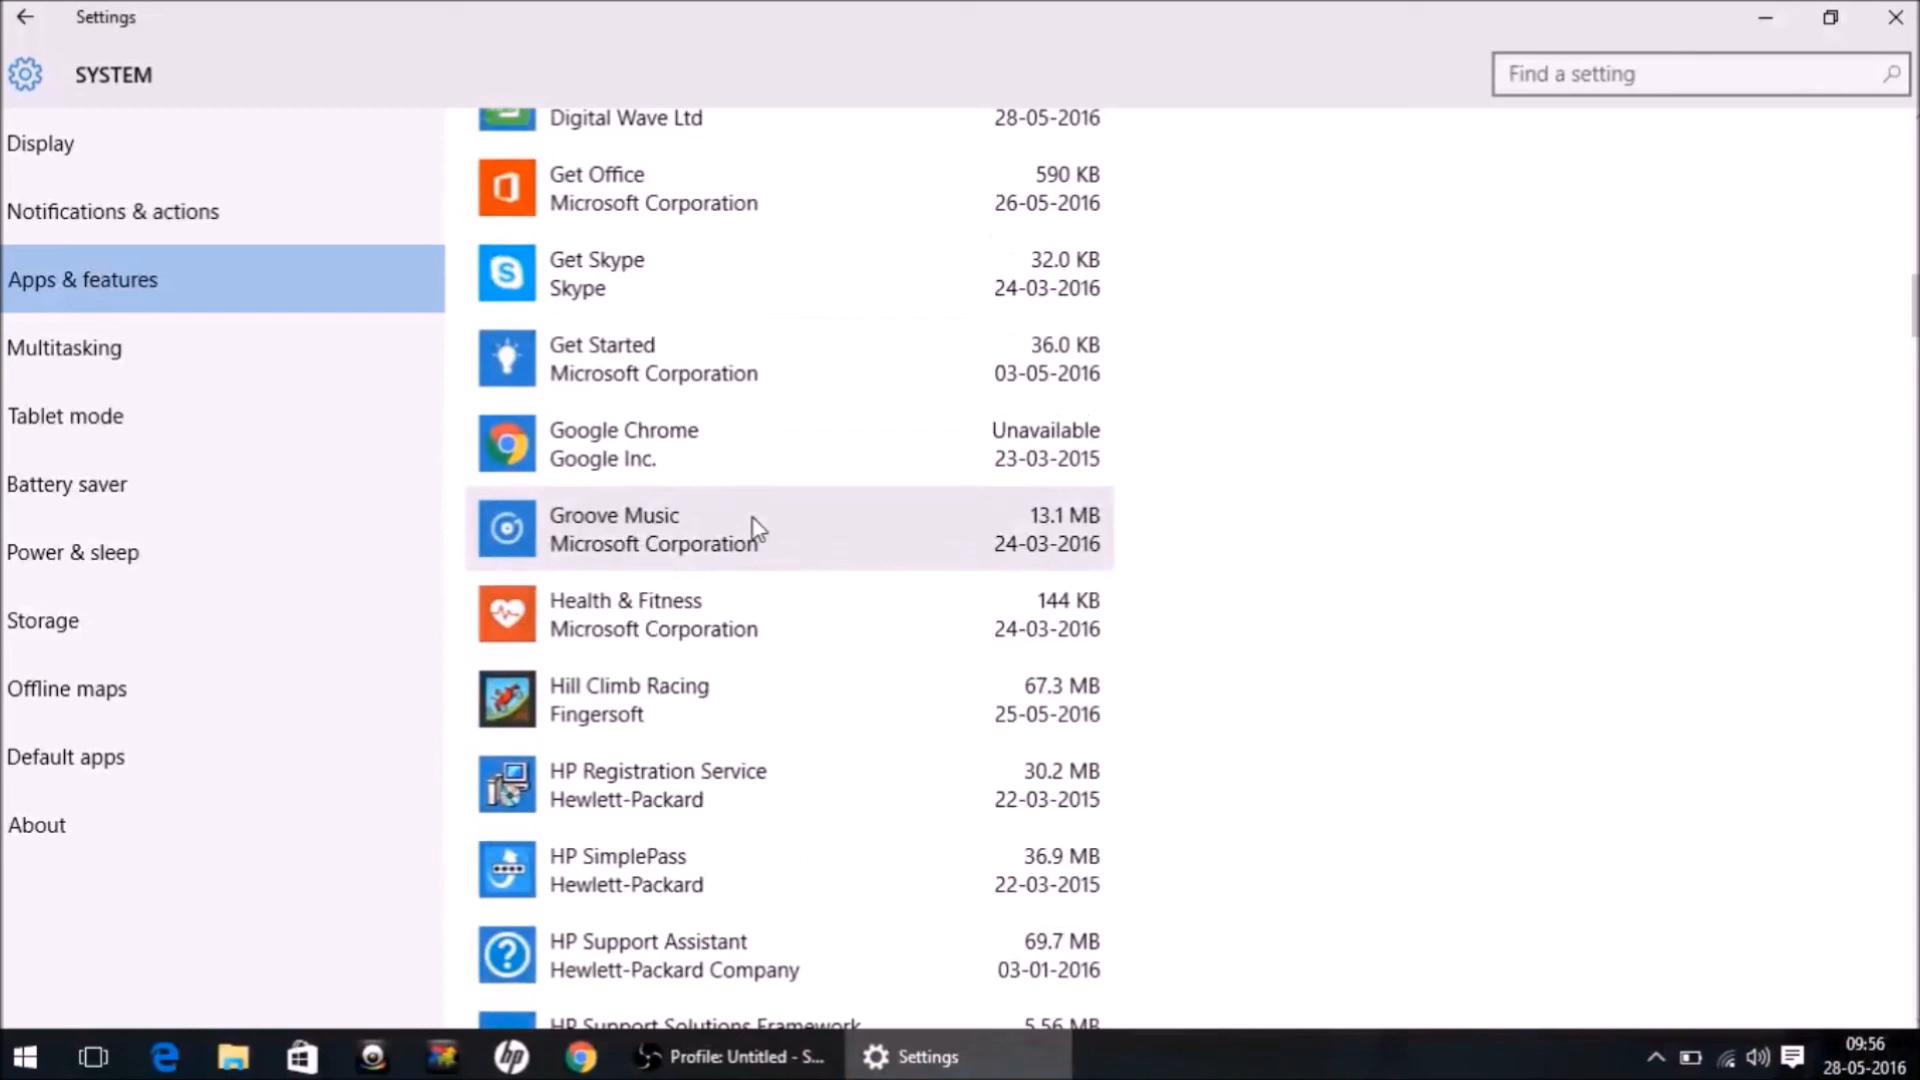 Settings
SYSTEM
Find a setting
Display
Notifications & actions
Apps & features
Multitasking
Tablet mode
Battery saver
Power & sleep
Storage
Offline maps
Default apps
About
Digital Wave Ltd 28-05-2016
Get Office 590 KB
Microsoft Corporation 26-05-2016
Get Skype 32.0 KB
Skype 24-03-2016
Get Started 36.0 KB
Microsoft Corporation 03-05-2016
Google Chrome Unavailable
Google Inc. 23-03-2015
Groove Music 13.1 MB
Microsoft Corporation 24-03-2016
Health & Fitness 144 KB
Microsoft Corporation 24-03-2016
Hill Climb Racing 67.3 MB
Fingersoft 25-05-2016
HP Registration Service 30.2 MB
Hewlett-Packard 22-03-2015
HP SimplePass 36.9 MB
Hewlett-Packard 22-03-2015
HP Support Assistant 69.7 MB
Hewlett-Packard Company 03-01-2016
HP Support Solutions Framework 5.56 MB
Profile: Untitled - S...
Settings
09:56
28-05-2016